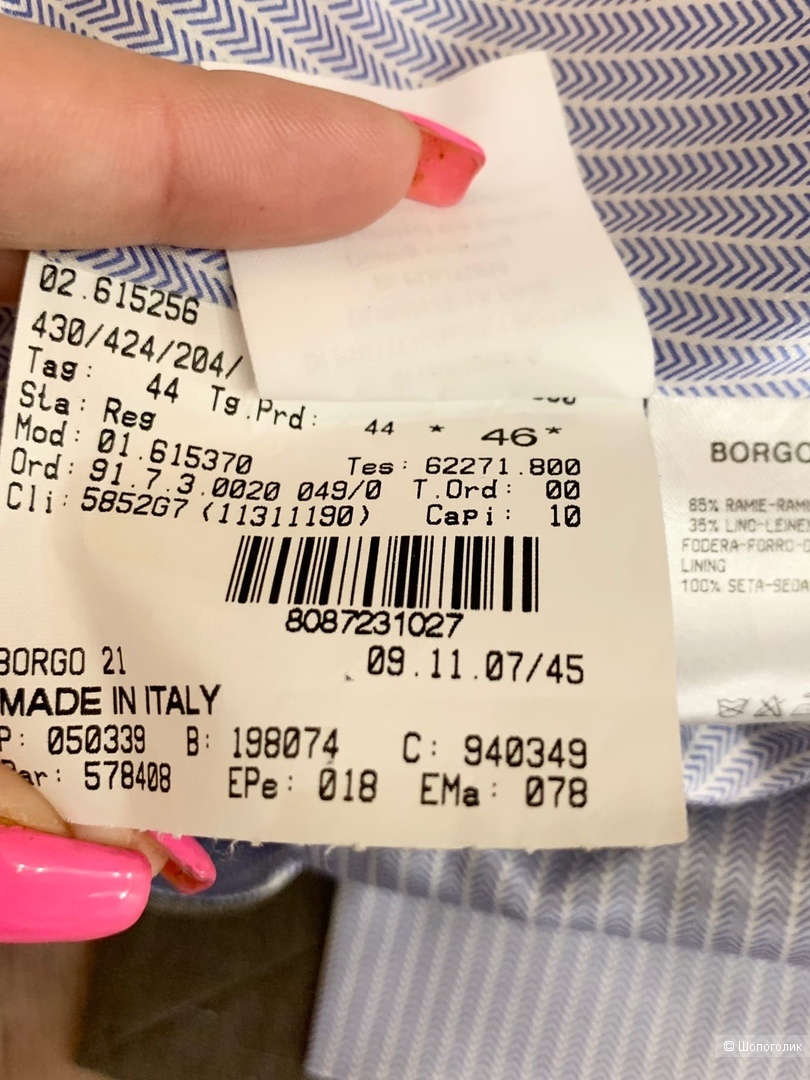 02.615256
430/424/204/
Tag: 44 Tg.Prd: 44 * 46*
Sta: Reg
Mod: 01.615370 Tes: 62271.800
Ord: 91.7.3.0020 049/0 T.Ord: 00
Cli: 5852G7 (11311190) Capi: 10
8087231027
BORGO 21 09.11.07/45
MADE IN ITALY
P: 050339 B: 198074 C: 940349
Par: 578408 EPe: 018 EMa: 078
BORGO
65% RAMIE-RAMI
35% LINO-LEINE
FODERA-FORRO-
LINING
100% SETA-SEDA
© Шопоголик